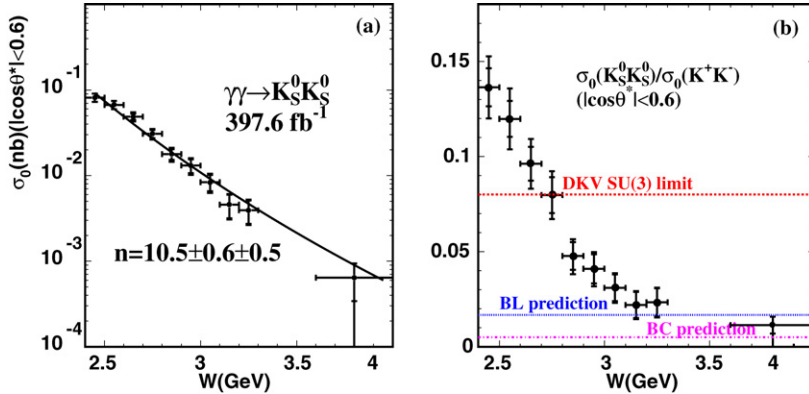 (a)
10⁻¹
10⁻²
10⁻³
10⁻⁴
σ₀(nb)(|cosθ*|<0.6)
γγ→K⁰SK⁰S
397.6 fb⁻¹
n=10.5±0.6±0.5
2.5 3 3.5 4
W(GeV)
(b)
0.15
0.1
0.05
0
σ₀(K⁰SK⁰S)/σ₀(K⁺K⁻)
(|cosθ*|<0.6)
DKV SU(3) limit
BL prediction
BC prediction
2.5 3 3.5 4
W(GeV)